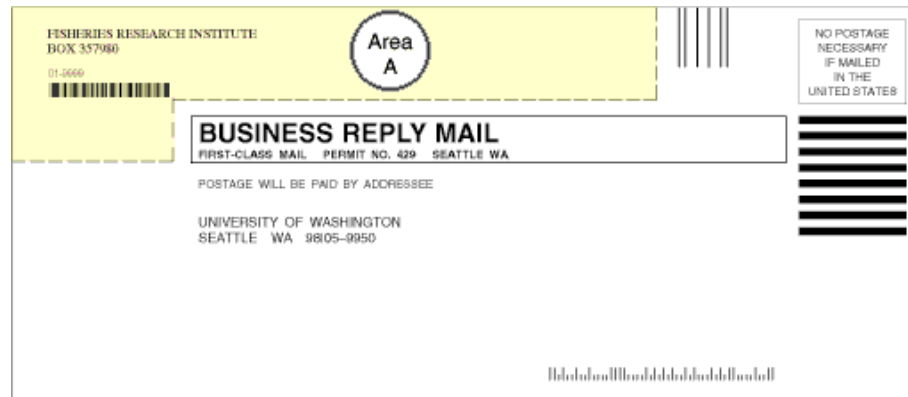 FISHERIES RESEARCH INSTITUTE
BOX 357980
01-9999
Area
A
NO POSTAGE
NECESSARY
IF MAILED
IN THE
UNITED STATES
BUSINESS REPLY MAIL
FIRST-CLASS MAIL PERMIT NO. 429 SEATTLE WA
POSTAGE WILL BE PAID BY ADDRESSEE
UNIVERSITY OF WASHINGTON
SEATTLE WA 98105-9950